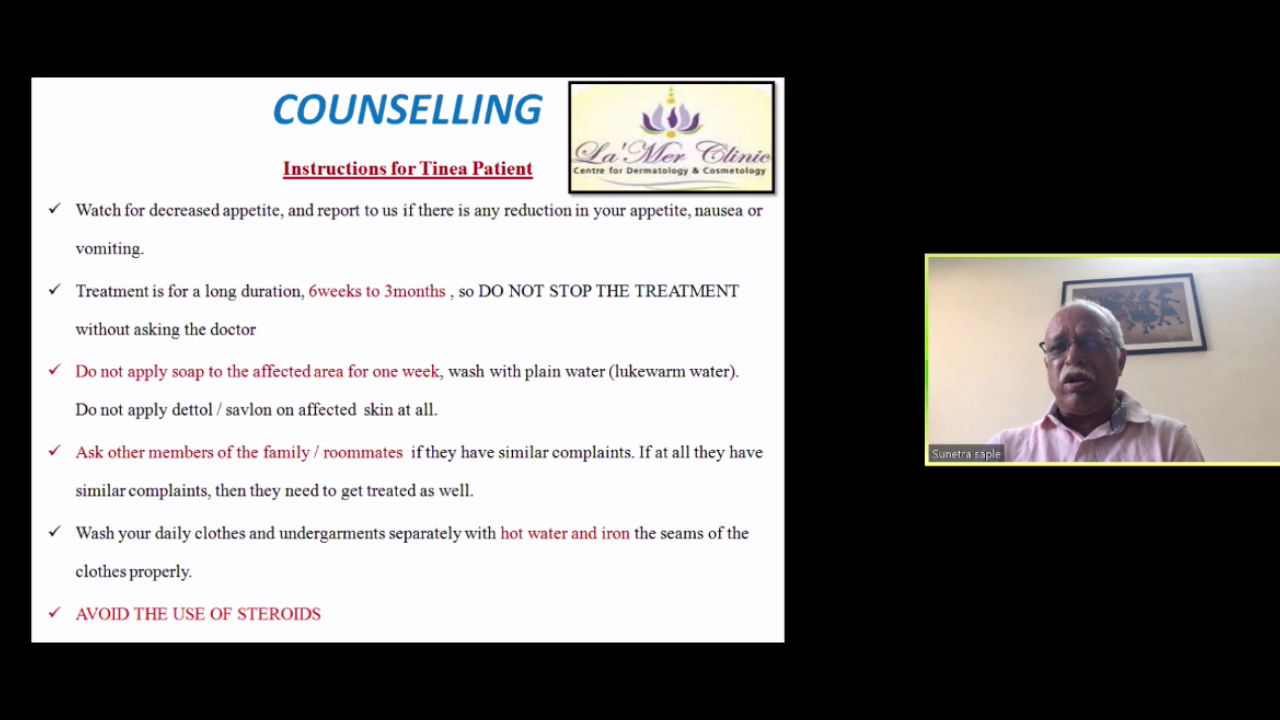 COUNSELLING
La'Mer Clinic
Centre for Dermatology & Cosmetology
Instructions for Tinea Patient
✓ Watch for decreased appetite, and report to us if there is any reduction in your appetite, nausea or
vomiting.
✓ Treatment is for a long duration, 6weeks to 3months , so DO NOT STOP THE TREATMENT
without asking the doctor
✓ Do not apply soap to the affected area for one week, wash with plain water (lukewarm water).
Do not apply dettol / savlon on affected skin at all.
✓ Ask other members of the family / roommates if they have similar complaints. If at all they have
similar complaints, then they need to get treated as well.
✓ Wash your daily clothes and undergarments separately with hot water and iron the seams of the
clothes properly.
✓ AVOID THE USE OF STEROIDS
Sunetra saple